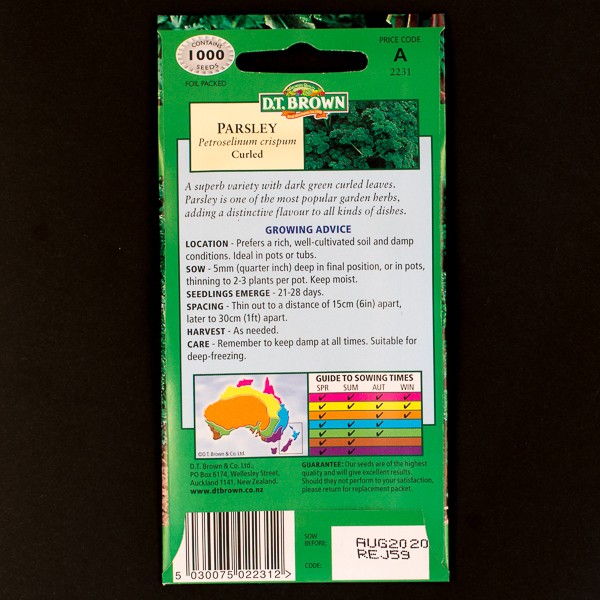 CONTAINS
1000
SEEDS
FOIL PACKED
PRICE CODE
A
2231
D.T. BROWN
PARSLEY
Petroselinum crispum
Curled
A superb variety with dark green curled leaves.
Parsley is one of the most popular garden herbs,
adding a distinctive flavour to all kinds of dishes.
GROWING ADVICE
LOCATION - Prefers a rich, well-cultivated soil and damp
conditions. Ideal in pots or tubs.
SOW - 5mm (quarter inch) deep in final position, or in pots,
thinning to 2-3 plants per pot. Keep moist.
SEEDLINGS EMERGE - 21-28 days.
SPACING - Thin out to a distance of 15cm (6in) apart,
later to 30cm (1ft) apart.
HARVEST - As needed.
CARE - Remember to keep damp at all times. Suitable for
deep-freezing.
GUIDE TO SOWING TIMES
SPR SUM AUT WIN
©D.T. Brown & Co. Ltd.
D.T. Brown & Co. Ltd.,
PO Box 6174, Wellesley Street,
Auckland 1141, New Zealand.
www.dtbrown.co.nz
GUARANTEE: Our seeds are of the highest
quality and will give excellent results.
Should they not perform to your satisfaction,
please return for replacement packet.
SOW
BEFORE:
AUG2020
REJ59
CODE:
5 030075 022312 >